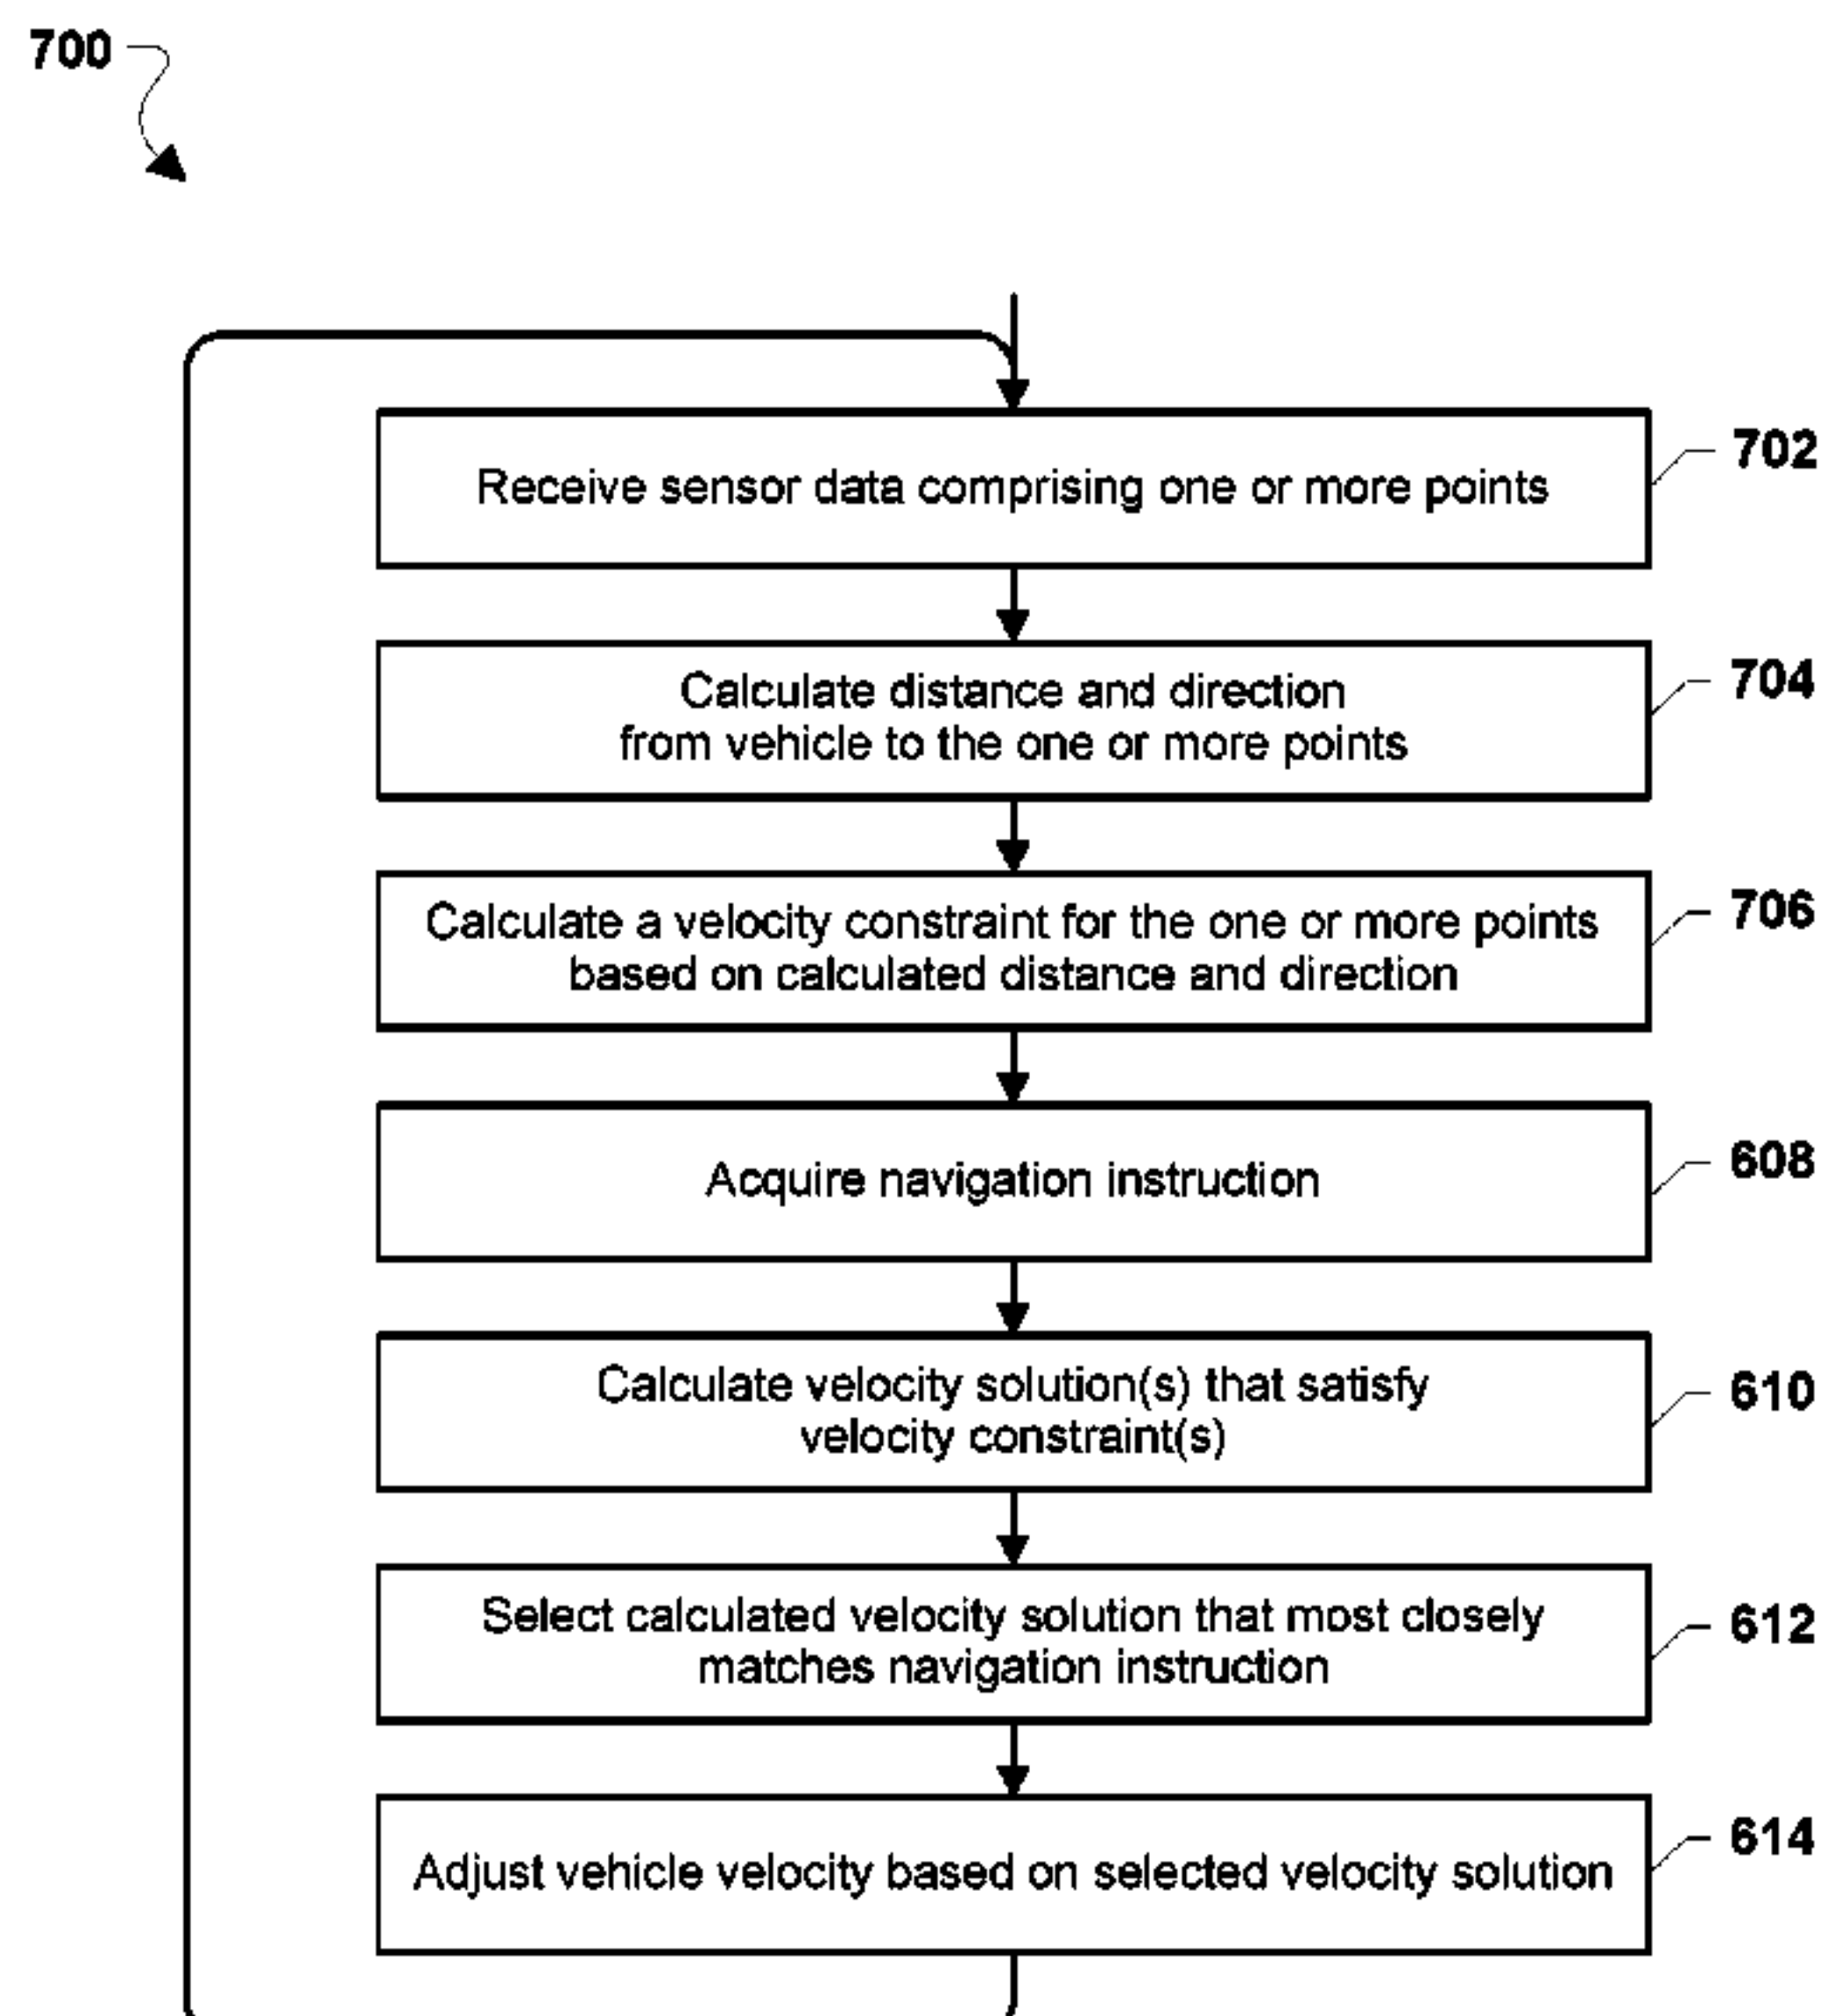 700
Receive sensor data comprising one or more points
702
Calculate distance and direction
from vehicle to the one or more points
704
Calculate a velocity constraint for the one or more points
based on calculated distance and direction
706
Acquire navigation instruction
608
Calculate velocity solution(s) that satisfy
velocity constraint(s)
610
Select calculated velocity solution that most closely
matches navigation instruction
612
Adjust vehicle velocity based on selected velocity solution
614